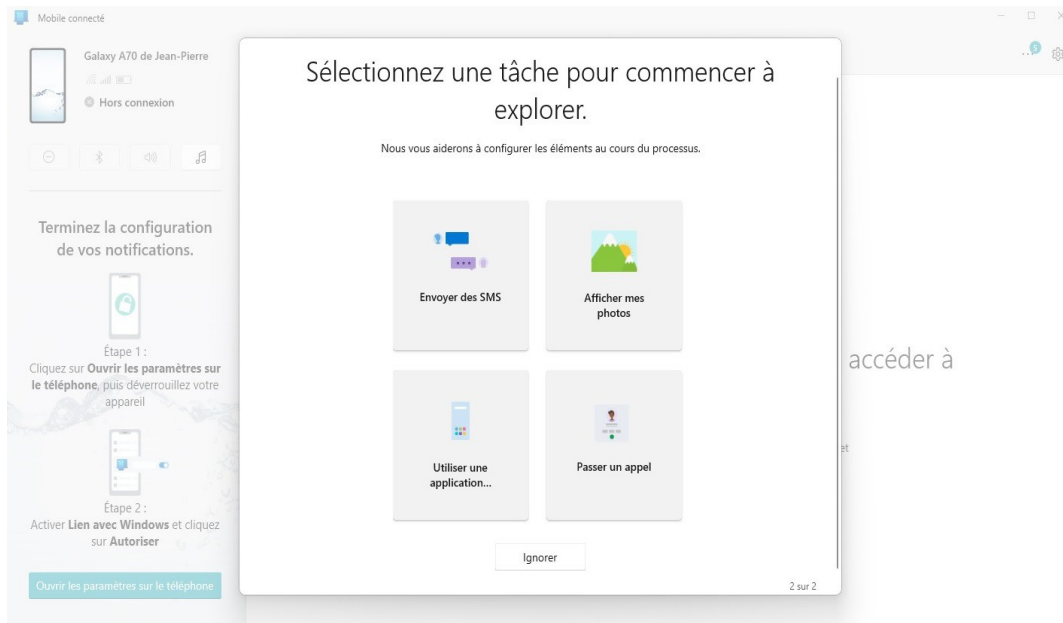 Mobile connecté
Galaxy A70 de Jean-Pierre
Hors connexion
Terminez la configuration
de vos notifications.
Étape 1 :
Cliquez sur Ouvrir les paramètres sur
le téléphone, puis déverrouillez votre
appareil
Étape 2 :
Activer Lien avec Windows et cliquez
sur Autoriser
Ouvrir les paramètres sur le téléphone
Sélectionnez une tâche pour commencer à
explorer.
Nous vous aiderons à configurer les éléments au cours du processus.
Envoyer des SMS
Afficher mes
photos
Utiliser une
application...
Passer un appel
Ignorer
2 sur 2
accéder à
et